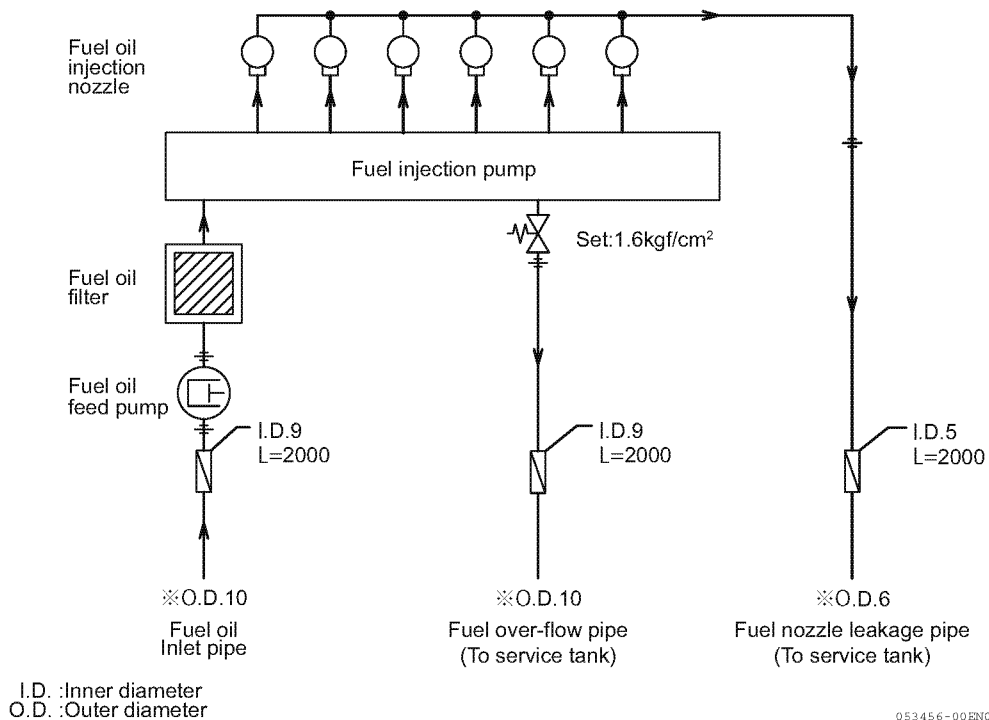 Fuel oil
injection
nozzle
Fuel injection pump
Set:1.6kgf/cm²
Fuel oil
filter
Fuel oil
feed pump
I.D.9
L=2000
I.D.9
L=2000
I.D.5
L=2000
※O.D.10
Fuel oil
Inlet pipe
※O.D.10
Fuel over-flow pipe
(To service tank)
※O.D.6
Fuel nozzle leakage pipe
(To service tank)
I.D. :Inner diameter
O.D. :Outer diameter